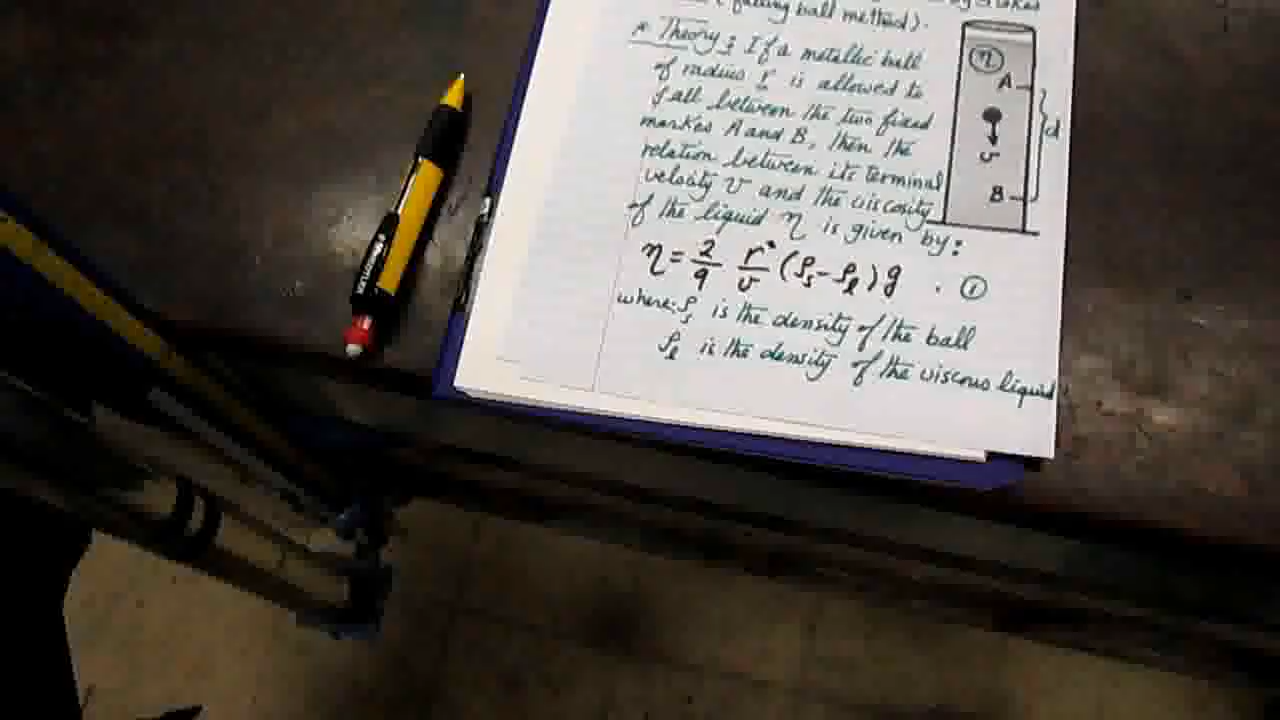 (falling ball method).
* Theory: If a metallic ball
of radius r is allowed to
fall between the two fixed
markes A and B, then the
relation between its terminal
velocity v and the viscosity
of the liquid η is given by:
η = 2/9 r²/v (ρs - ρl) g . ①
where: ρs is the density of the ball
ρl is the density of the viscous liquid
η
A
d
v
B